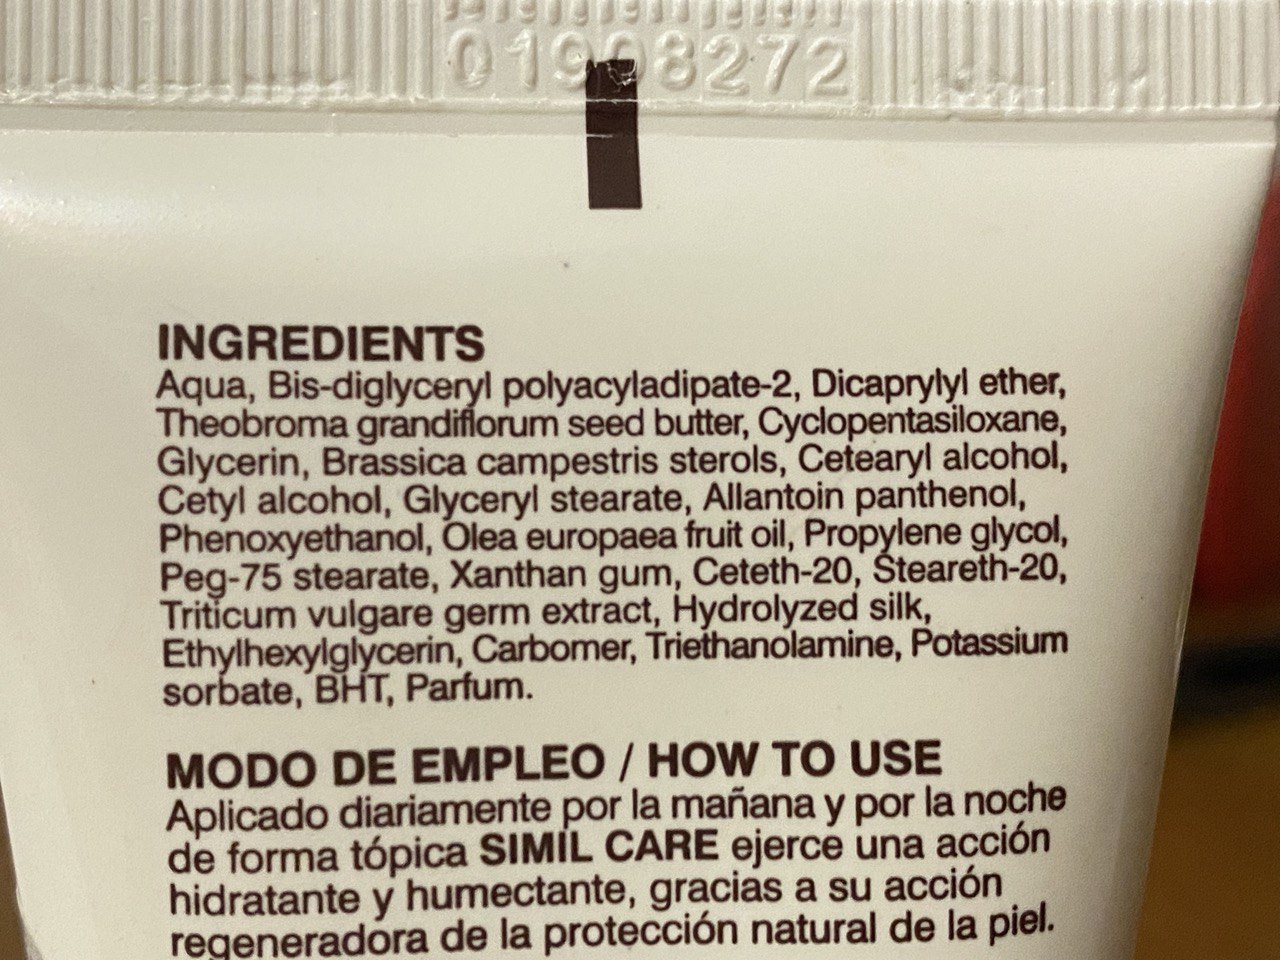 01908272
INGREDIENTS
Aqua, Bis-diglyceryl polyacyladipate-2, Dicaprylyl ether,
Theobroma grandiflorum seed butter, Cyclopentasiloxane,
Glycerin, Brassica campestris sterols, Cetearyl alcohol,
Cetyl alcohol, Glyceryl stearate, Allantoin panthenol,
Phenoxyethanol, Olea europaea fruit oil, Propylene glycol,
Peg-75 stearate, Xanthan gum, Ceteth-20, Steareth-20,
Triticum vulgare germ extract, Hydrolyzed silk,
Ethylhexylglycerin, Carbomer, Triethanolamine, Potassium
sorbate, BHT, Parfum.
MODO DE EMPLEO / HOW TO USE
Aplicado diariamente por la mañana y por la noche
de forma tópica SIMIL CARE ejerce una acción
hidratante y humectante, gracias a su acción
regeneradora de la protección natural de la piel.